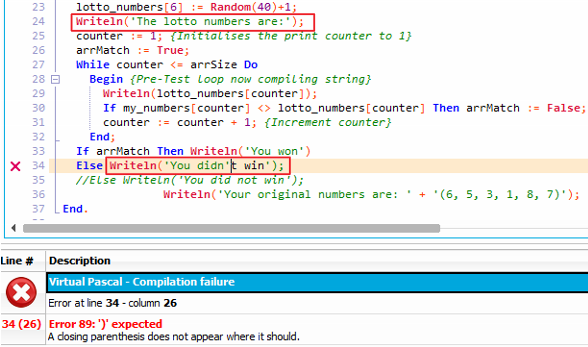 23 lotto_numbers[6] := Random(40)+1;
24 Writeln('The lotto numbers are:');
25 counter := 1; {Initialises the print counter to 1}
26 arrMatch := True;
27 While counter <= arrSize Do
28 Begin {Pre-Test loop now compiling string}
29 Writeln(lotto_numbers[counter]);
30 If my_numbers[counter] <> lotto_numbers[counter] Then arrMatch := False;
31 counter := counter + 1; {Increment counter}
32 End;
33 If arrMatch Then Writeln('You won')
34 Else Writeln('You didn't win');
35 //Else Writeln('You did not win');
36 Writeln('Your original numbers are: ' + '(6, 5, 3, 1, 8, 7)');
37 End.
Line # Description
Virtual Pascal - Compilation failure
Error at line 34 - column 26
34 (26) Error 89: ')' expected
A closing parenthesis does not appear where it should.